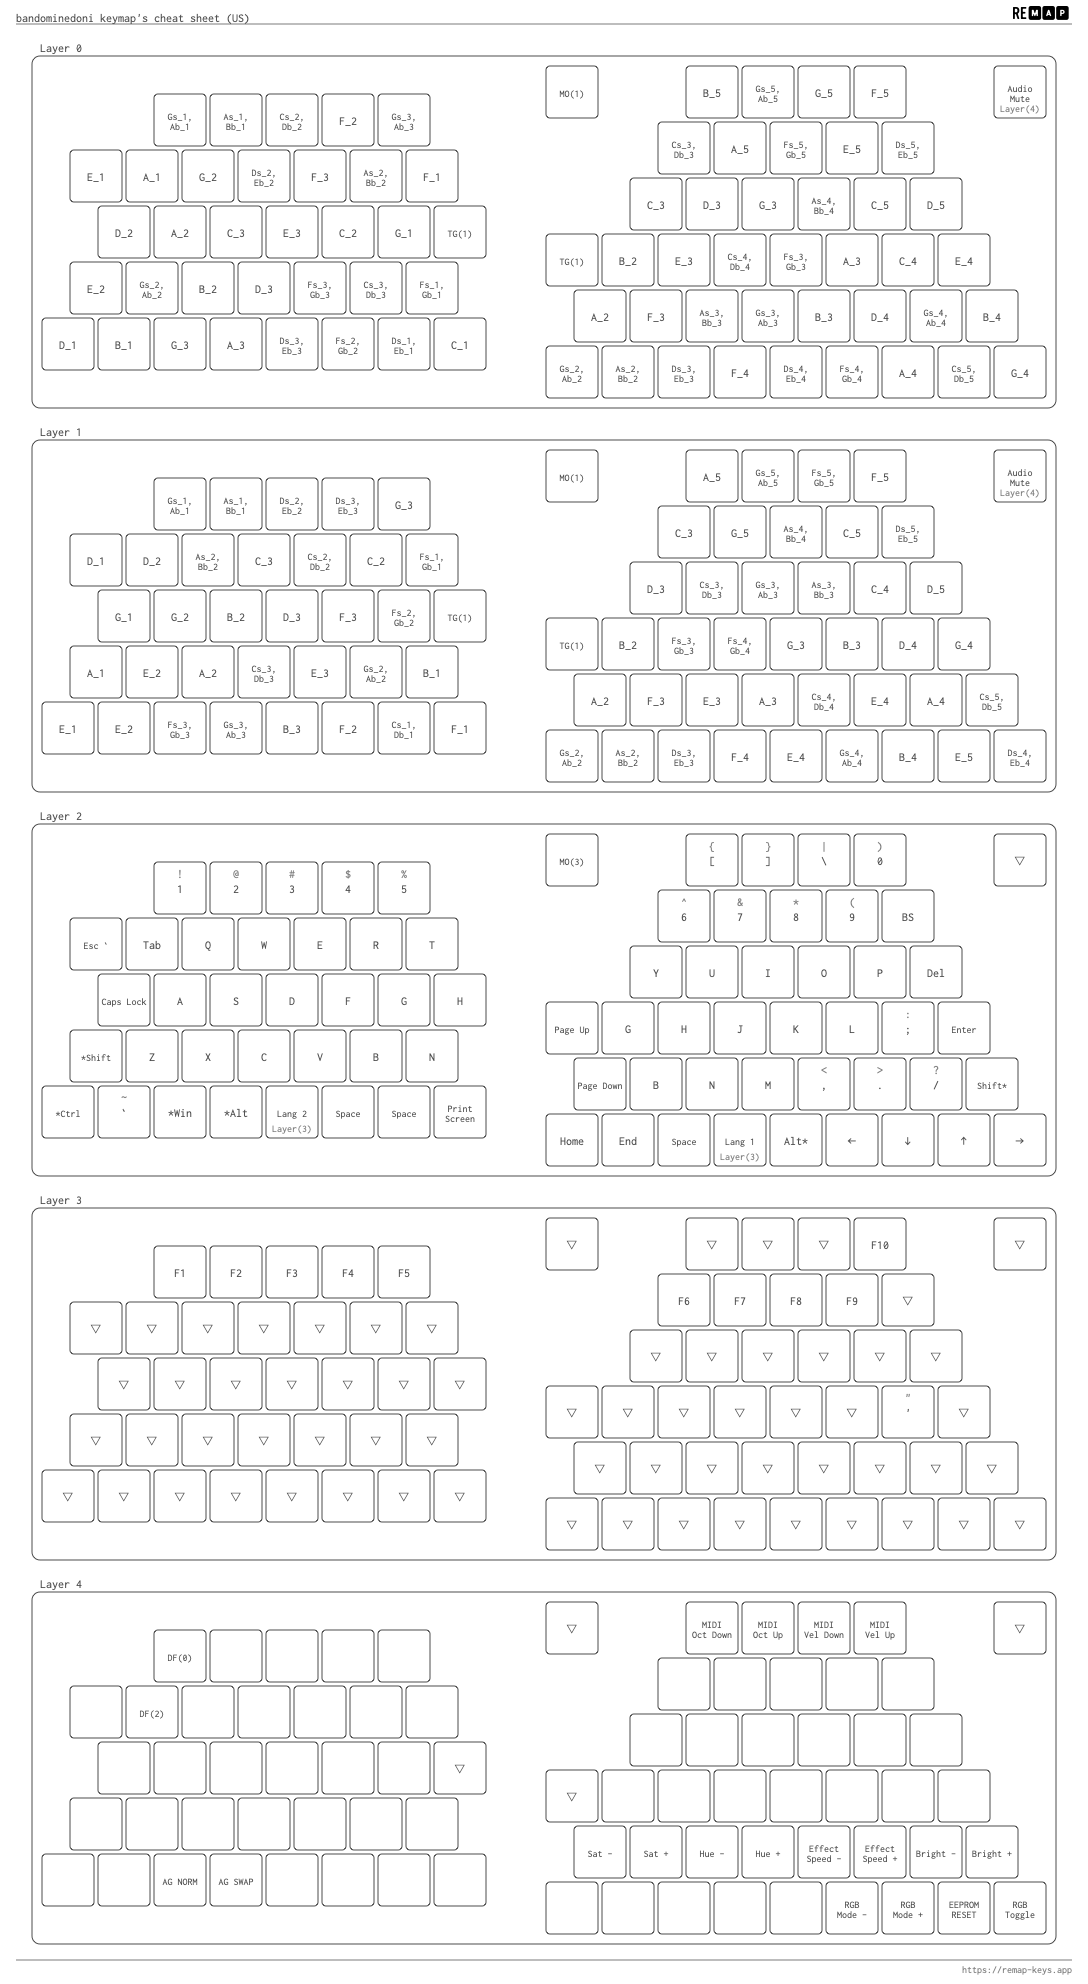 bandominedoni keymap's cheat sheet (US)
RE MAP
Layer 0
MO(1) B_5 Gs_5, Ab_5 G_5 F_5 Audio Mute Layer(4)
Gs_1, Ab_1 As_1, Bb_1 Cs_2, Db_2 F_2 Gs_3, Ab_3
Cs_3, Db_3 A_5 Fs_5, Gb_5 E_5 Ds_5, Eb_5
E_1 A_1 G_2 Ds_2, Eb_2 F_3 As_2, Bb_2 F_1
C_3 D_3 G_3 As_4, Bb_4 C_5 D_5
D_2 A_2 C_3 E_3 C_2 G_1 TG(1)
TG(1) B_2 E_3 Cs_4, Db_4 Fs_3, Gb_3 A_3 C_4 E_4
E_2 Gs_2, Ab_2 B_2 D_3 Fs_3, Gb_3 Cs_3, Db_3 Fs_1, Gb_1
A_2 F_3 As_3, Bb_3 Gs_3, Ab_3 B_3 D_4 Gs_4, Ab_4 B_4
D_1 B_1 G_3 A_3 Ds_3, Eb_3 Fs_2, Gb_2 Ds_1, Eb_1 C_1
Gs_2, Ab_2 As_2, Bb_2 Ds_3, Eb_3 F_4 Ds_4, Eb_4 Fs_4, Gb_4 A_4 Cs_5, Db_5 G_4
Layer 1
MO(1) A_5 Gs_5, Ab_5 Fs_5, Gb_5 F_5 Audio Mute Layer(4)
Gs_1, Ab_1 As_1, Bb_1 Ds_2, Eb_2 Ds_3, Eb_3 G_3
C_3 G_5 As_4, Bb_4 C_5 Ds_5, Eb_5
D_1 D_2 As_2, Bb_2 C_3 Cs_2, Db_2 C_2 Fs_1, Gb_1
D_3 Cs_3, Db_3 Gs_3, Ab_3 As_3, Bb_3 C_4 D_5
G_1 G_2 B_2 D_3 F_3 Fs_2, Gb_2 TG(1)
TG(1) B_2 Fs_3, Gb_3 Fs_4, Gb_4 G_3 B_3 D_4 G_4
A_1 E_2 A_2 Cs_3, Db_3 E_3 Gs_2, Ab_2 B_1
A_2 F_3 E_3 A_3 Cs_4, Db_4 E_4 A_4 Cs_5, Db_5
E_1 E_2 Fs_3, Gb_3 Gs_3, Ab_3 B_3 F_2 Cs_1, Db_1 F_1
Gs_2, Ab_2 As_2, Bb_2 Ds_3, Eb_3 F_4 E_4 Gs_4, Ab_4 B_4 E_5 Ds_4, Eb_4
Layer 2
MO(3) { [ } ] | \ ) 0 ▽
! 1 @ 2 # 3 $ 4 % 5
^ 6 & 7 * 8 ( 9 BS
Esc ` Tab Q W E R T
Y U I O P Del
Caps Lock A S D F G H
Page Up G H J K L : ; Enter
*Shift Z X C V B N
Page Down B N M < , > . ? / Shift*
*Ctrl ~ ` *Win *Alt Lang 2 Layer(3) Space Space Print Screen
Home End Space Lang 1 Layer(3) Alt* ← ↓ ↑ →
Layer 3
▽ ▽ ▽ ▽ F10 ▽
F1 F2 F3 F4 F5
F6 F7 F8 F9 ▽
▽ ▽ ▽ ▽ ▽ ▽ ▽
▽ ▽ ▽ ▽ ▽ ▽
▽ ▽ ▽ ▽ ▽ ▽ ▽
▽ ▽ ▽ ▽ ▽ ▽ " ' ▽
▽ ▽ ▽ ▽ ▽ ▽ ▽
▽ ▽ ▽ ▽ ▽ ▽ ▽ ▽
▽ ▽ ▽ ▽ ▽ ▽ ▽ ▽
▽ ▽ ▽ ▽ ▽ ▽ ▽ ▽ ▽
Layer 4
▽ MIDI Oct Down MIDI Oct Up MIDI Vel Down MIDI Vel Up ▽
DF(0)
DF(2)
▽
▽
Sat - Sat + Hue - Hue + Effect Speed - Effect Speed + Bright - Bright +
AG NORM AG SWAP
RGB Mode - RGB Mode + EEPROM RESET RGB Toggle
https://remap-keys.app